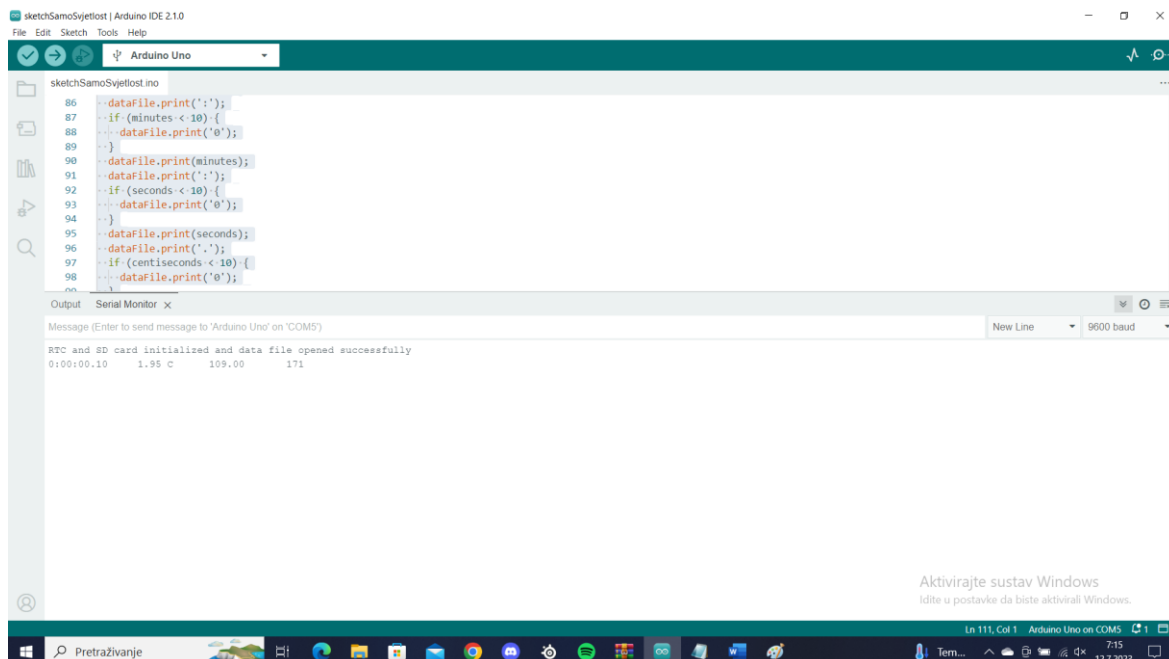 sketchSamoSvjetlost | Arduino IDE 2.1.0
File Edit Sketch Tools Help
Arduino Uno
sketchSamoSvjetlost.ino
86 dataFile.print(':');
87 if (minutes < 10) {
88 dataFile.print('0');
89 }
90 dataFile.print(minutes);
91 dataFile.print(':');
92 if (seconds < 10) {
93 dataFile.print('0');
94 }
95 dataFile.print(seconds);
96 dataFile.print('.');
97 if (centiseconds < 10) {
98 dataFile.print('0');
99 }
Output Serial Monitor
Message (Enter to send message to 'Arduino Uno' on 'COM5')
New Line 9600 baud
RTC and SD card initialized and data file opened successfully
0:00:00.10 1.95 C 109.00 171
Aktivirajte sustav Windows
Idite u postavke da biste aktivirali Windows.
Ln 111, Col 1 Arduino Uno on COM5 1
Pretraživanje
Tem... 7:15